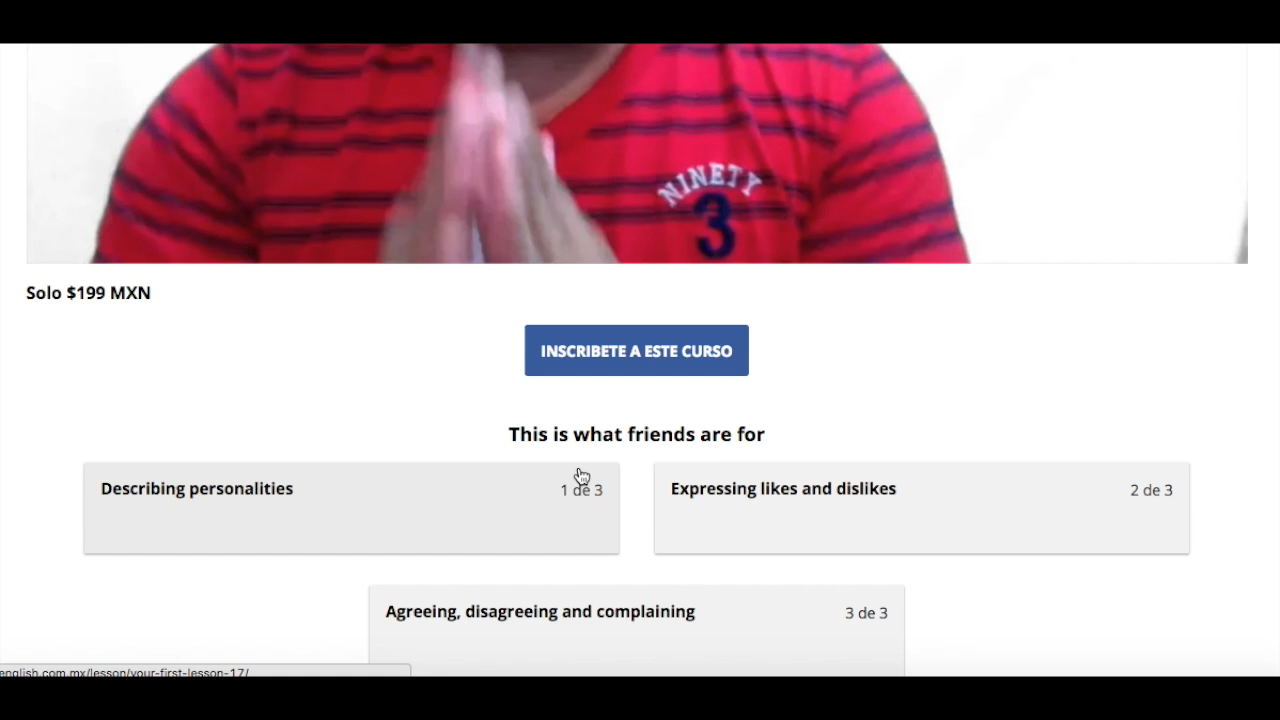 NINETY
3
Solo $199 MXN
INSCRIBETE A ESTE CURSO
This is what friends are for
Describing personalities
1 de 3
Expressing likes and dislikes
2 de 3
Agreeing, disagreeing and complaining
3 de 3
english.com.mx/lesson/your-first-lesson-17/